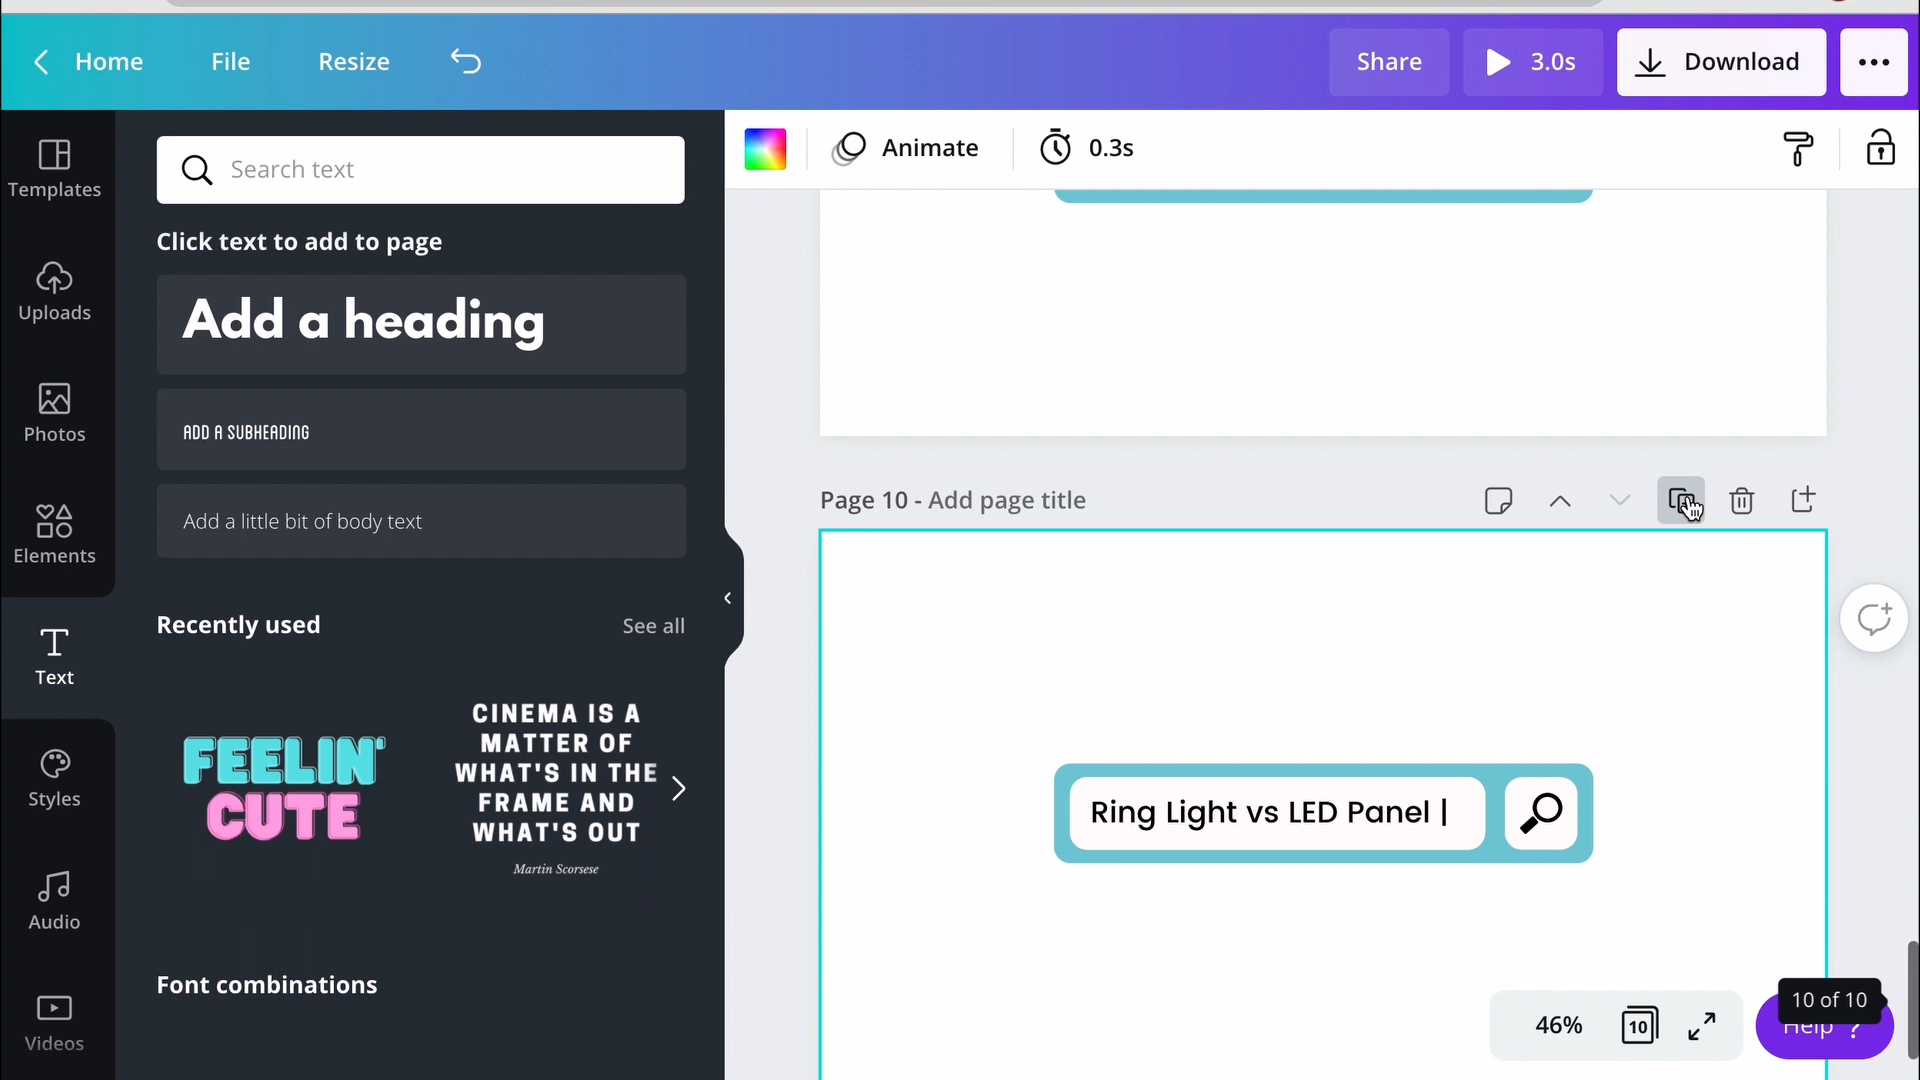 Home
File
Resize
Share
3.0s
Download
Templates
Uploads
Photos
Elements
Text
Styles
Audio
Videos
Search text
Click text to add to page
Add a heading
ADD A SUBHEADING
Add a little bit of body text
Recently used
See all
FEELIN'
CUTE
CINEMA IS A
MATTER OF
WHAT'S IN THE
FRAME AND
WHAT'S OUT
Martin Scorsese
Font combinations
Animate
0.3s
Page 10 - Add page title
Ring Light vs LED Panel |
46%
10
10 of 10
Help ?